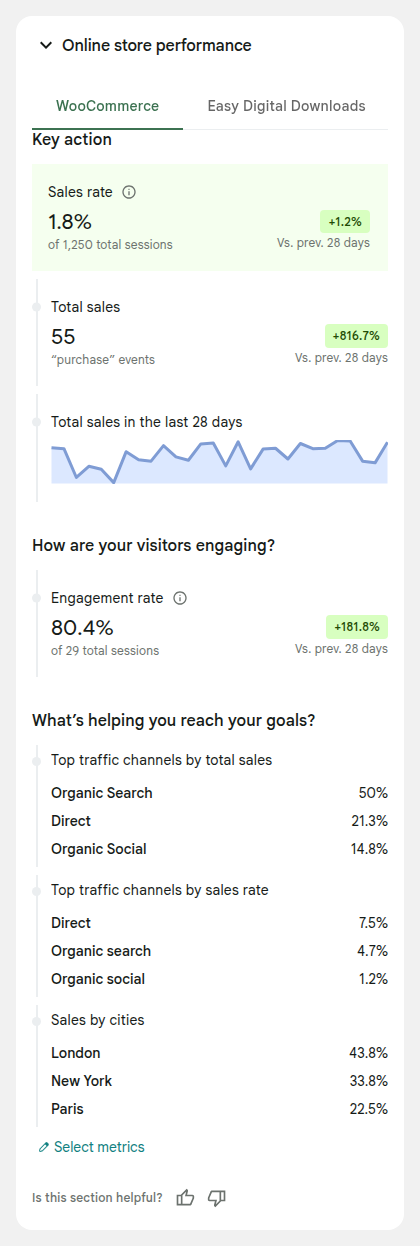 Online store performance
WooCommerce
Easy Digital Downloads
Key action
Sales rate
1.8%
+1.2%
of 1,250 total sessions
Vs. prev. 28 days
Total sales
55
+816.7%
“purchase” events
Vs. prev. 28 days
Total sales in the last 28 days
How are your visitors engaging?
Engagement rate
80.4%
+181.8%
of 29 total sessions
Vs. prev. 28 days
What’s helping you reach your goals?
Top traffic channels by total sales
Organic Search 50%
Direct 21.3%
Organic Social 14.8%
Top traffic channels by sales rate
Direct 7.5%
Organic search 4.7%
Organic social 1.2%
Sales by cities
London 43.8%
New York 33.8%
Paris 22.5%
Select metrics
Is this section helpful?